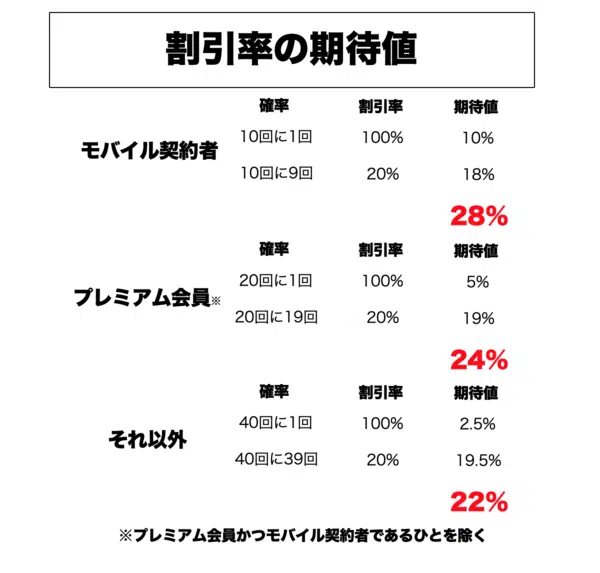 割引率の期待値
確率 割引率 期待値
モバイル契約者
10回に1回 100% 10%
10回に9回 20% 18%
28%
確率 割引率 期待値
プレミアム会員※
20回に1回 100% 5%
20回に19回 20% 19%
24%
確率 割引率 期待値
それ以外
40回に1回 100% 2.5%
40回に39回 20% 19.5%
22%
※プレミアム会員かつモバイル契約者であるひとを除く